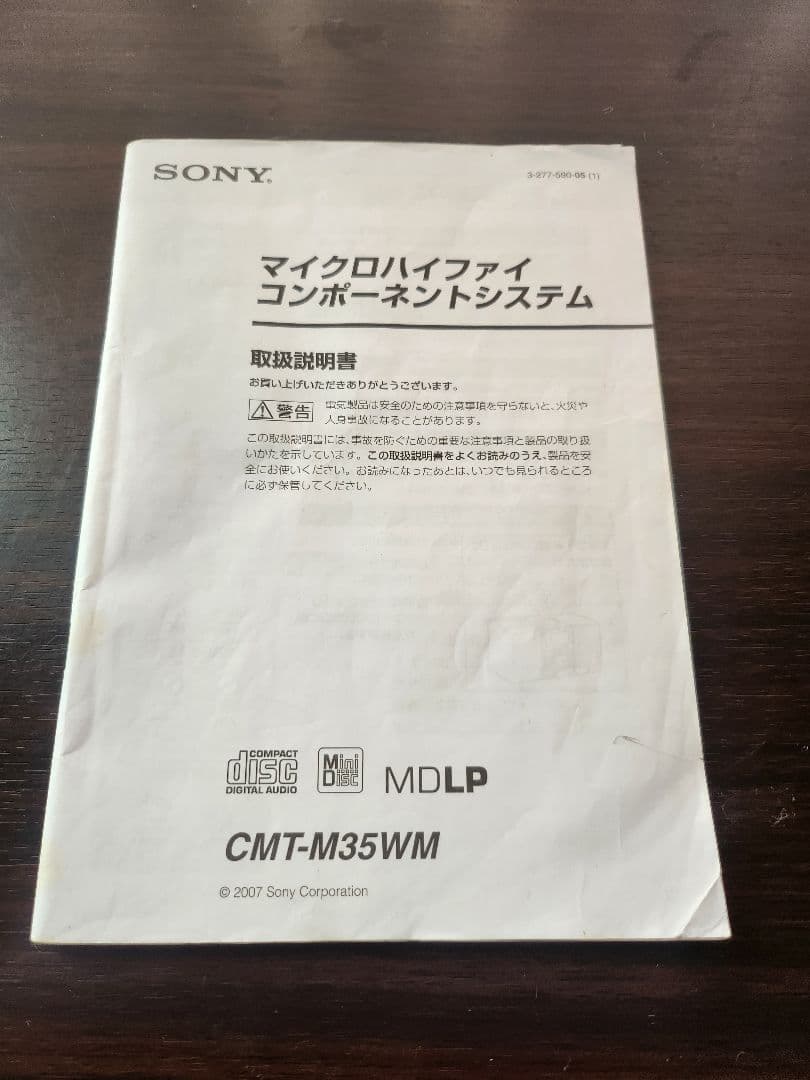 SONY®
3-277-590-05 (1)
マイクロハイファイ
コンポーネントシステム
取扱説明書
お買い上げいただきありがとうございます。
警告
電気製品は安全のための注意事項を守らないと、火災や
人身事故になることがあります。
この取扱説明書には、事故を防ぐための重要な注意事項と製品の取り扱
いかたを示しています。この取扱説明書をよくお読みのうえ、製品を安
全にお使いください。お読みになったあとは、いつでも見られるところ
に必ず保管してください。
COMPACT
disc
DIGITAL AUDIO
Mini
Disc
MDLP
CMT-M35WM
© 2007 Sony Corporation